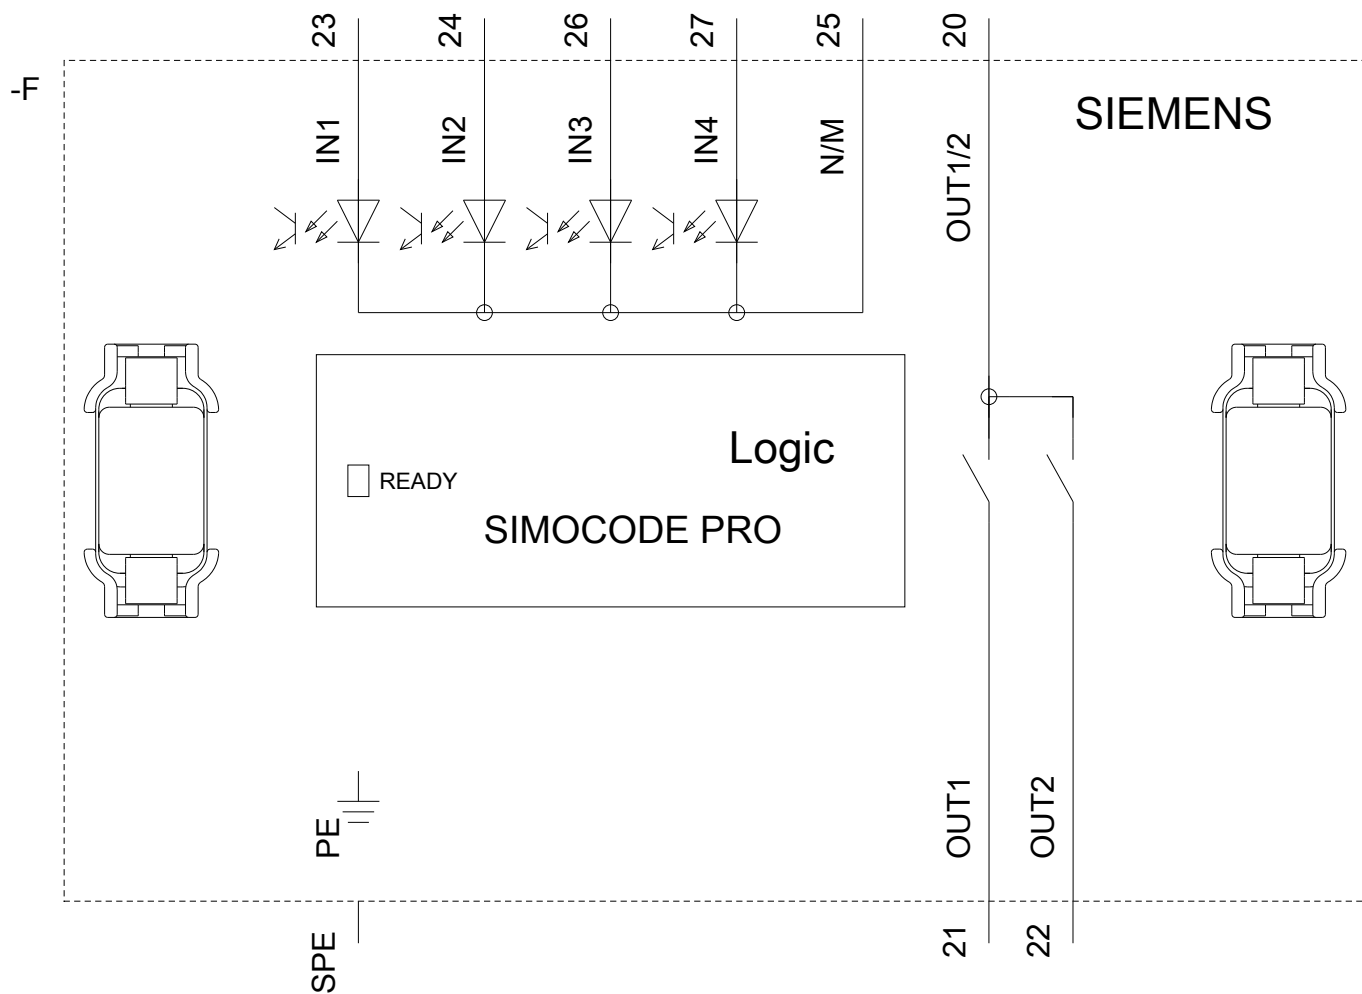 23
24
26
27
25
20
-F
SIEMENS
IN1
IN2
IN3
IN4
N/M
OUT1/2
Logic
READY
SIMOCODE PRO
PE
OUT1
OUT2
SPE
21
22